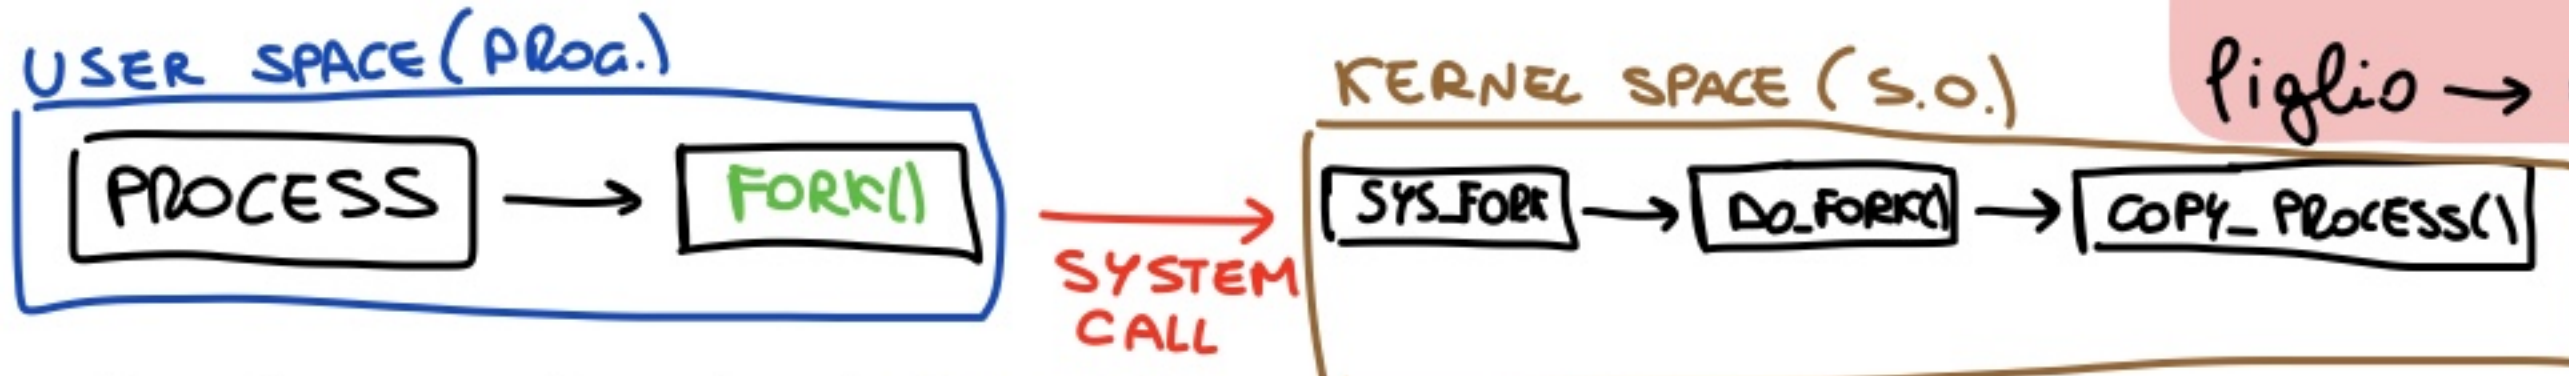 USER SPACE (PROG.)
PROCESS → FORK()
SYSTEM
CALL
KERNEL SPACE (S.O.)
SYS_FORK → DO_FORK() → COPY_PROCESS()
figlio →